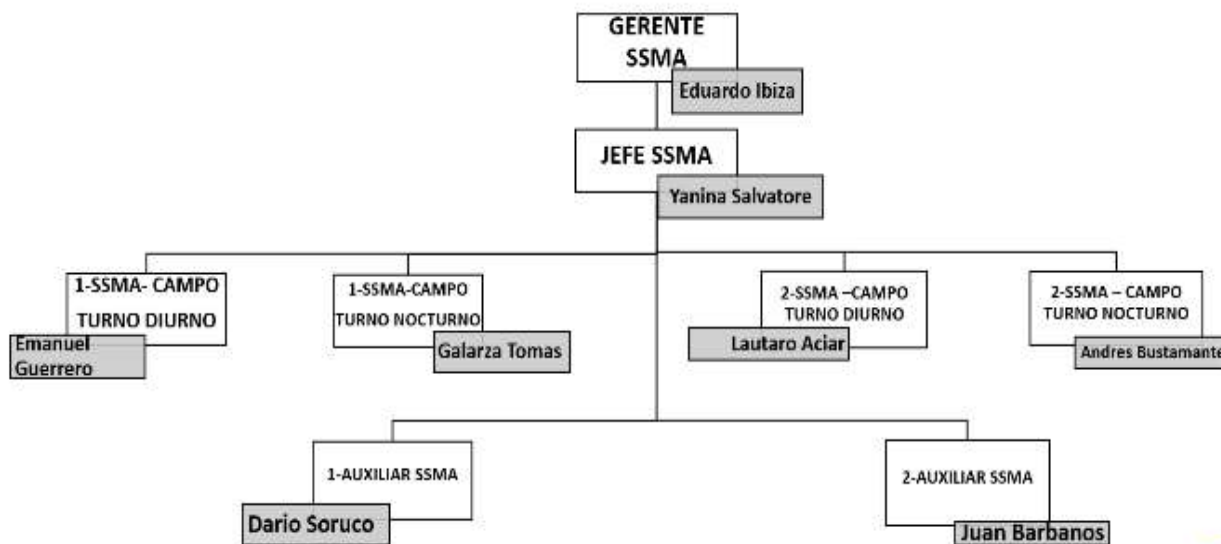 GERENTE
SSMA
Eduardo Ibiza
JEFE SSMA
Yanina Salvatore
1-SSMA- CAMPO
TURNO DIURNO
Emanuel
Guerrero
1-SSMA-CAMPO
TURNO NOCTURNO
Galarza Tomas
2-SSMA –CAMPO
TURNO DIURNO
Lautaro Aciar
2-SSMA – CAMPO
TURNO NOCTURNO
Andres Bustamante
1-AUXILIAR SSMA
Dario Soruco
2-AUXILIAR SSMA
Juan Barbanos